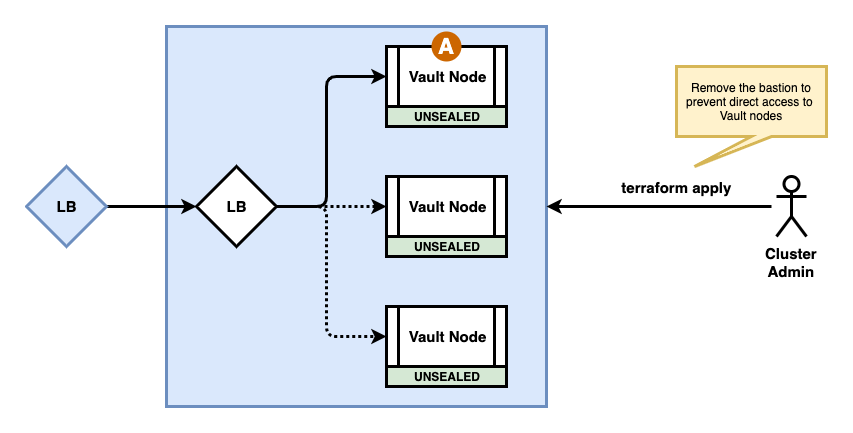 A
Vault Node
UNSEALED
Remove the bastion to
prevent direct access to
Vault nodes
LB
LB
Vault Node
UNSEALED
terraform apply
Cluster
Admin
Vault Node
UNSEALED